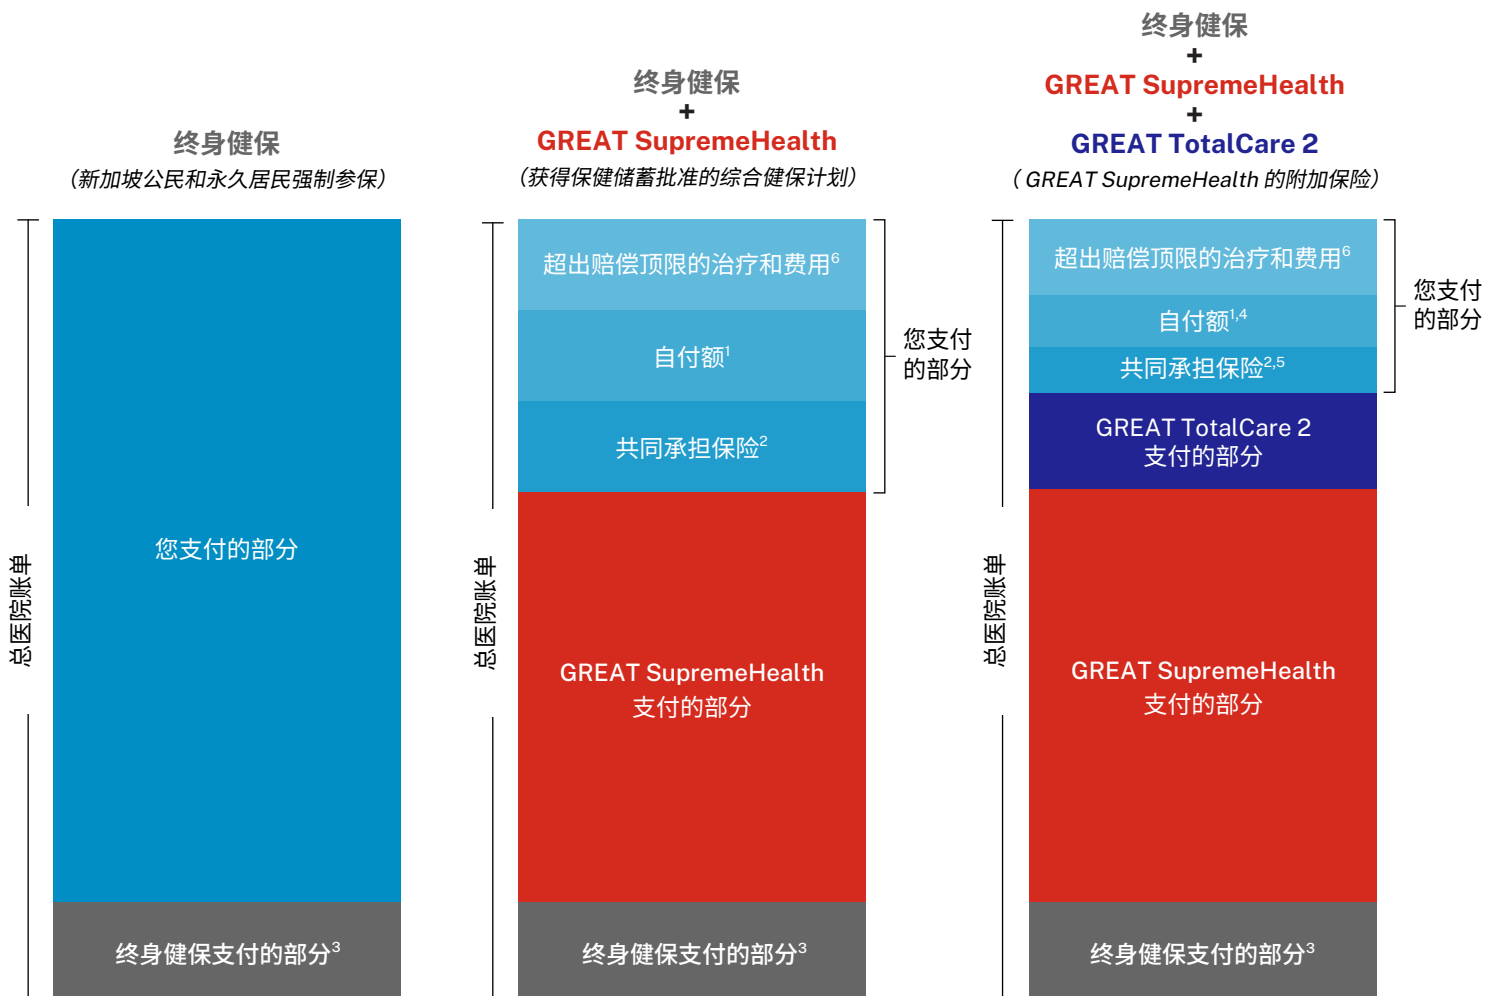 终身健保
（新加坡公民和永久居民强制参保）
总医院账单
您支付的部分
终身健保支付的部分³
终身健保
+
GREAT SupremeHealth
（获得保健储蓄批准的综合健保计划）
总医院账单
超出赔偿顶限的治疗和费用⁶
自付额¹
共同承担保险²
您支付
的部分
GREAT SupremeHealth
支付的部分
终身健保支付的部分³
终身健保
+
GREAT SupremeHealth
+
GREAT TotalCare 2
（ GREAT SupremeHealth 的附加保险）
总医院账单
超出赔偿顶限的治疗和费用⁶
自付额¹,⁴
共同承担保险²,⁵
您支付
的部分
GREAT TotalCare 2
支付的部分
GREAT SupremeHealth
支付的部分
终身健保支付的部分³